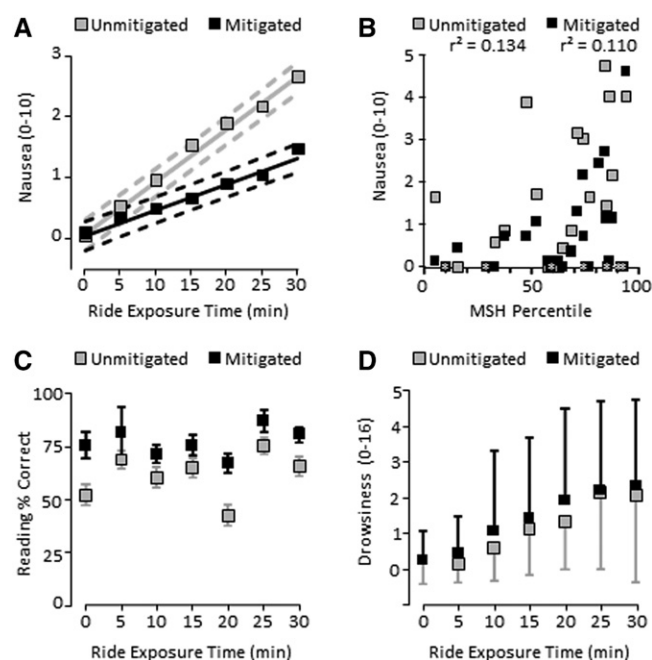 A
Unmitigated Mitigated
3
2
1
0
Nausea (0-10)
0 5 10 15 20 25 30
Ride Exposure Time (min)
B
Unmitigated Mitigated
r² = 0.134 r² = 0.110
5
4
3
2
1
0
Nausea (0-10)
0 50 100
MSH Percentile
C
Unmitigated Mitigated
100
75
50
25
0
Reading % Correct
0 5 10 15 20 25 30
Ride Exposure Time (min)
D
Unmitigated Mitigated
5
4
3
2
1
0
Drowsiness (0-16)
0 5 10 15 20 25 30
Ride Exposure Time (min)